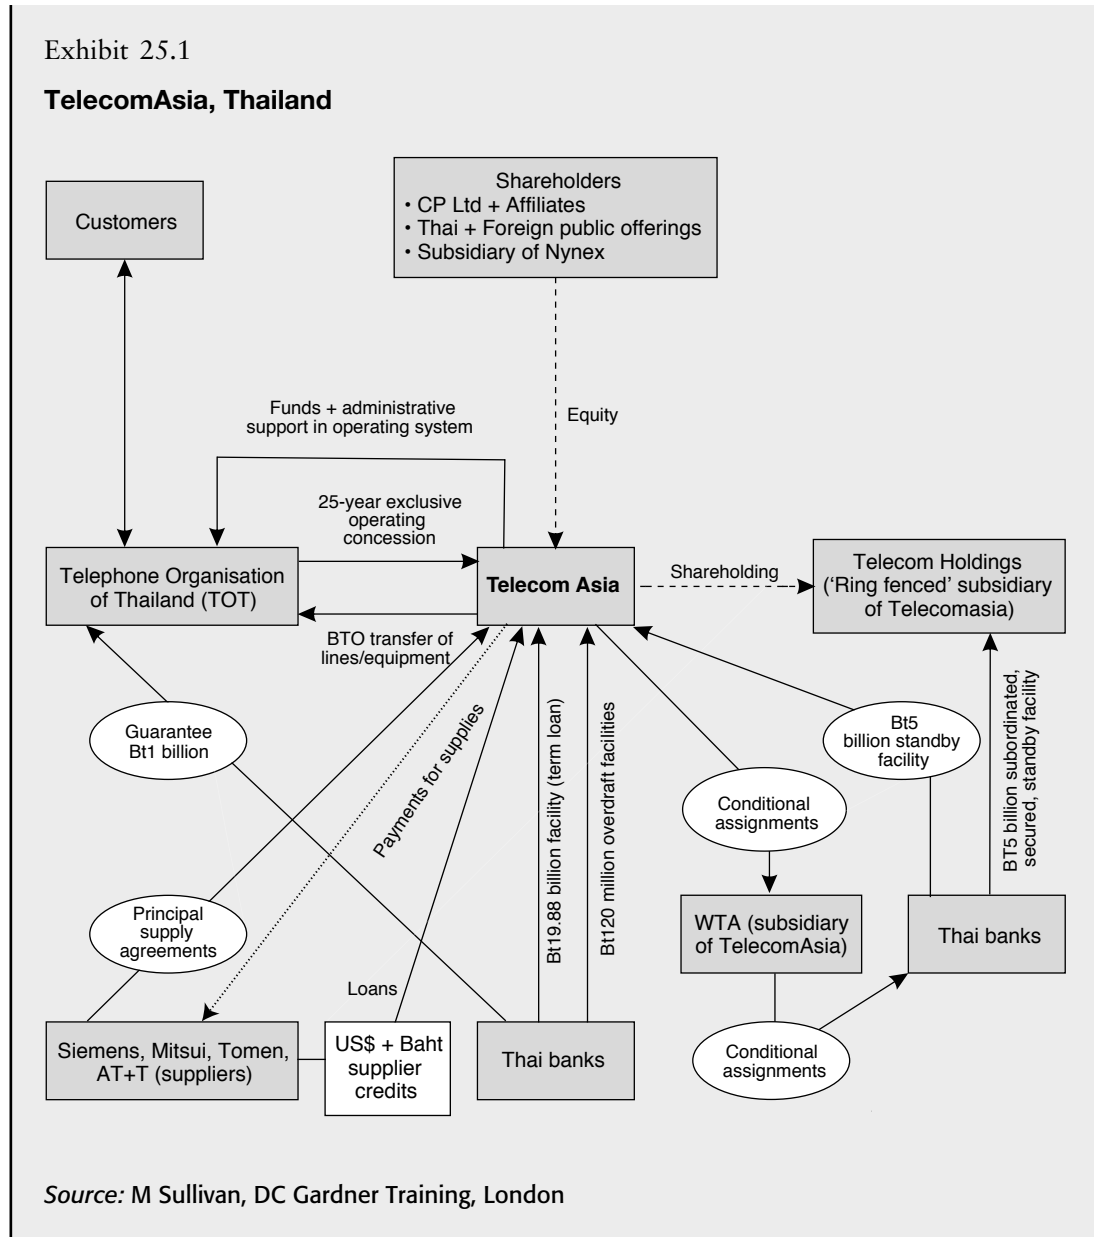 Exhibit 25.1
TelecomAsia, Thailand
Shareholders
• CP Ltd + Affiliates
• Thai + Foreign public offerings
• Subsidiary of Nynex
Customers
Equity
Funds + administrative
support in operating system
25-year exclusive
operating
concession
Telephone Organisation
of Thailand (TOT)
Telecom Asia
Shareholding
Telecom Holdings
('Ring fenced' subsidiary
of Telecomasia)
BTO transfer of
lines/equipment
Guarantee
Bt1 billion
Payments for supplies
Bt19.88 billion facility (term loan)
Bt120 million overdraft facilities
Bt5
billion standby
facility
BT5 billion subordinated,
secured, standby facility
Conditional
assignments
Principal
supply
agreements
WTA (subsidiary
of TelecomAsia)
Thai banks
Loans
Siemens, Mitsui, Tomen,
AT+T (suppliers)
US$ + Baht
supplier
credits
Thai banks
Conditional
assignments
Source: M Sullivan, DC Gardner Training, London